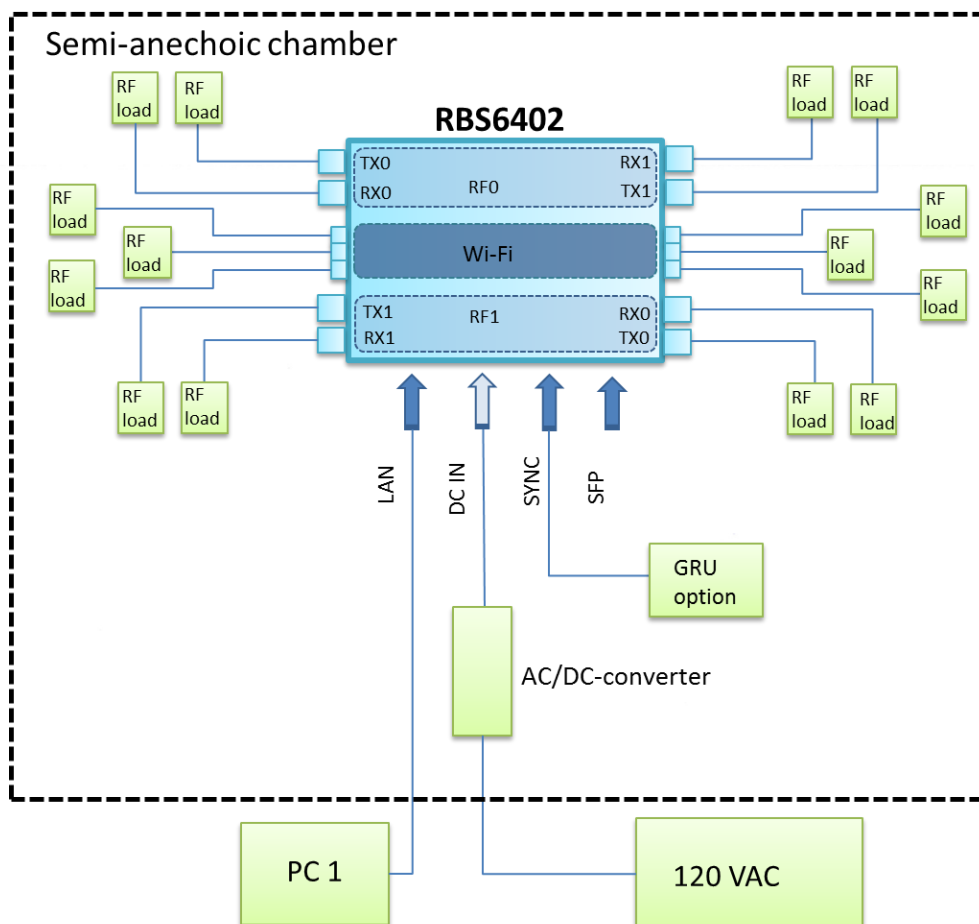 Semi-anechoic chamber
RF
load
RF
load
RF
load
RF
load
RBS6402
TX0
RX0
RF0
RX1
TX1
RF
load
RF
load
RF
load
Wi-Fi
RF
load
RF
load
RF
load
TX1
RX1
RF1
RX0
TX0
RF
load
RF
load
RF
load
RF
load
LAN
DC IN
SYNC
SFP
GRU
option
AC/DC-converter
PC 1
120 VAC